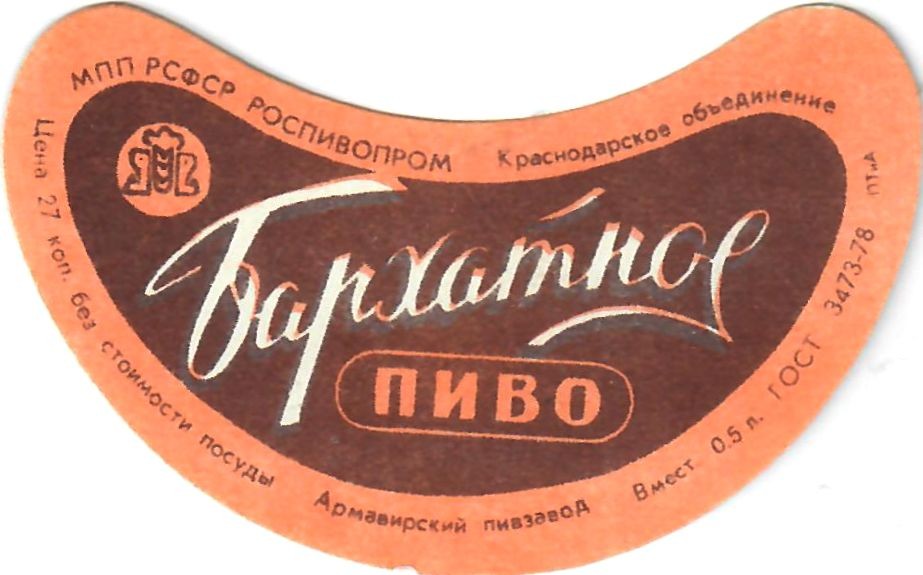 МПП РСФСР РОСПИВОПРОМ Краснодарское объединение
Бархатное
ПИВО
Цена 27 коп. без стоимости посуды Армавирский пивзавод Вмест 0.5 л. ГОСТ 3473-78 ПТиА